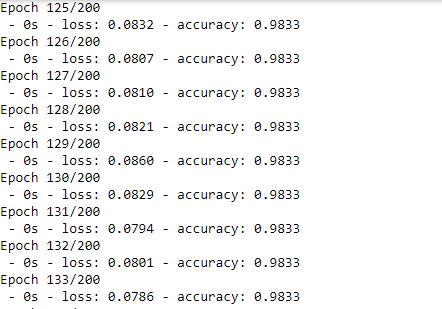 Epoch 125/200
- 0s - loss: 0.0832 - accuracy: 0.9833
Epoch 126/200
- 0s - loss: 0.0807 - accuracy: 0.9833
Epoch 127/200
- 0s - loss: 0.0810 - accuracy: 0.9833
Epoch 128/200
- 0s - loss: 0.0821 - accuracy: 0.9833
Epoch 129/200
- 0s - loss: 0.0860 - accuracy: 0.9833
Epoch 130/200
- 0s - loss: 0.0829 - accuracy: 0.9833
Epoch 131/200
- 0s - loss: 0.0794 - accuracy: 0.9833
Epoch 132/200
- 0s - loss: 0.0801 - accuracy: 0.9833
Epoch 133/200
- 0s - loss: 0.0786 - accuracy: 0.9833